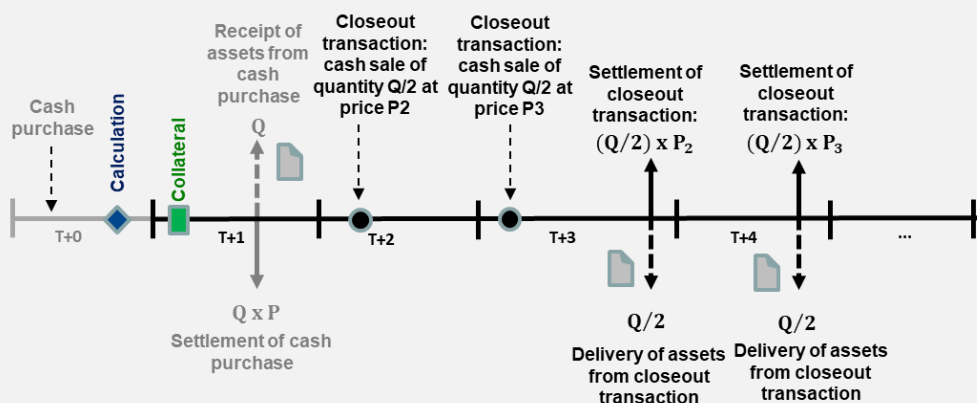 Receipt of
assets from
cash
purchase
Q
Closeout
transaction:
cash sale of
quantity Q/2 at
price P2
Closeout
transaction:
cash sale of
quantity Q/2 at
price P3
Settlement of
closeout
transaction:
(Q/2) x P₂
Settlement of
closeout
transaction:
(Q/2) x P₃
Cash
purchase
Calculation
Collateral
T+0
T+1
T+2
T+3
T+4
...
Q x P
Settlement of cash
purchase
Q/2
Delivery of assets
from closeout
transaction
Q/2
Delivery of assets
from closeout
transaction